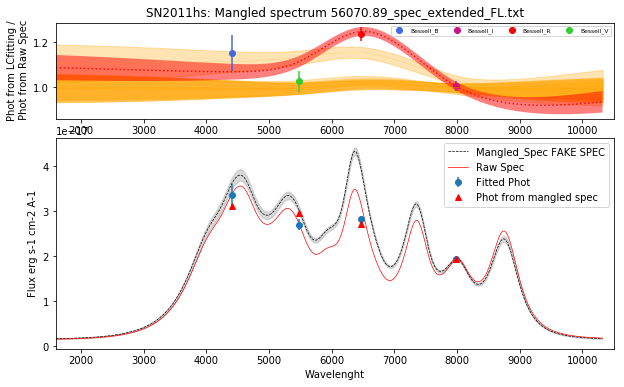 SN2011hs: Mangled spectrum 56070.89_spec_extended_FL.txt
Phot from LCfitting /
Phot from Raw Spec
1.2
1.0
Bessell_B
Bessell_I
Bessell_R
Bessell_V
2000 3000 4000 5000 6000 7000 8000 9000 10000
1e−17
Flux erg s-1 cm-2 A-1
4
3
2
1
0
Mangled_Spec FAKE SPEC
Raw Spec
Fitted Phot
Phot from mangled spec
2000 3000 4000 5000 6000 7000 8000 9000 10000
Wavelenght